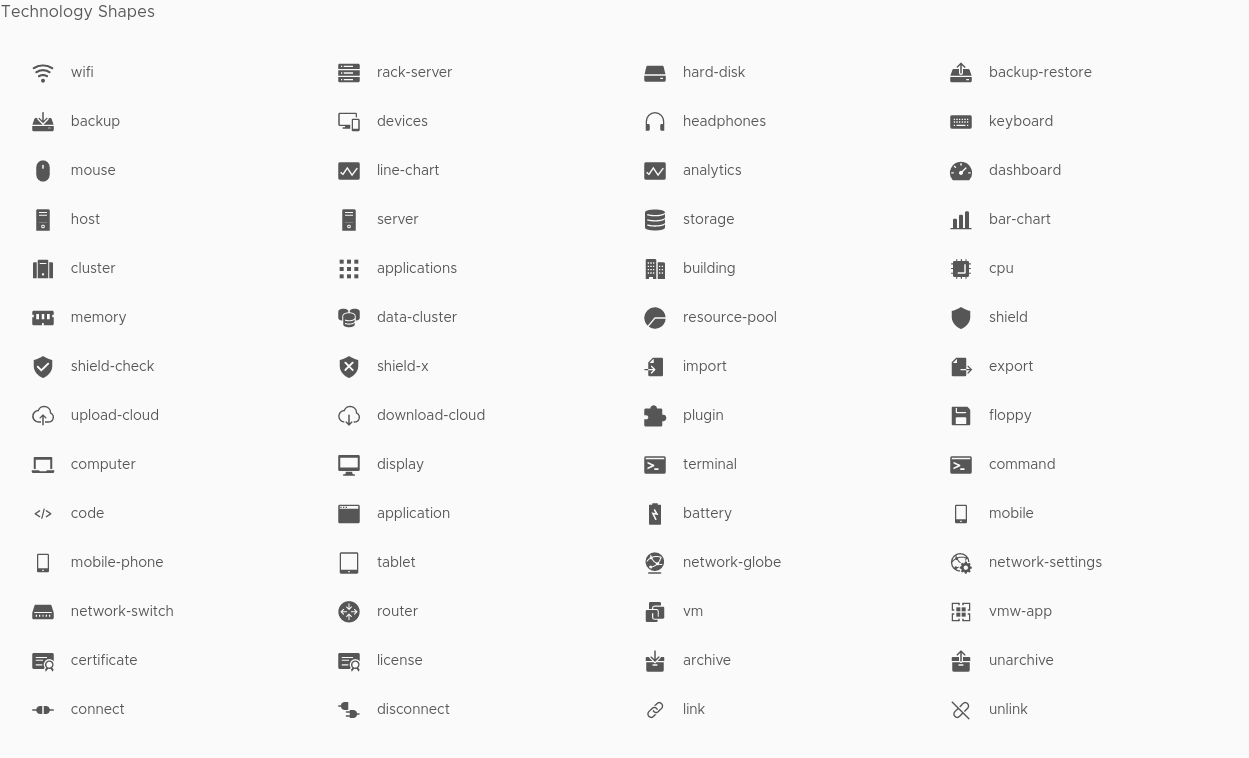 Technology Shapes
wifi rack-server hard-disk backup-restore
backup devices headphones keyboard
mouse line-chart analytics dashboard
host server storage bar-chart
cluster applications building cpu
memory data-cluster resource-pool shield
shield-check shield-x import export
upload-cloud download-cloud plugin floppy
computer display terminal command
code application battery mobile
mobile-phone tablet network-globe network-settings
network-switch router vm vmw-app
certificate license archive unarchive
connect disconnect link unlink